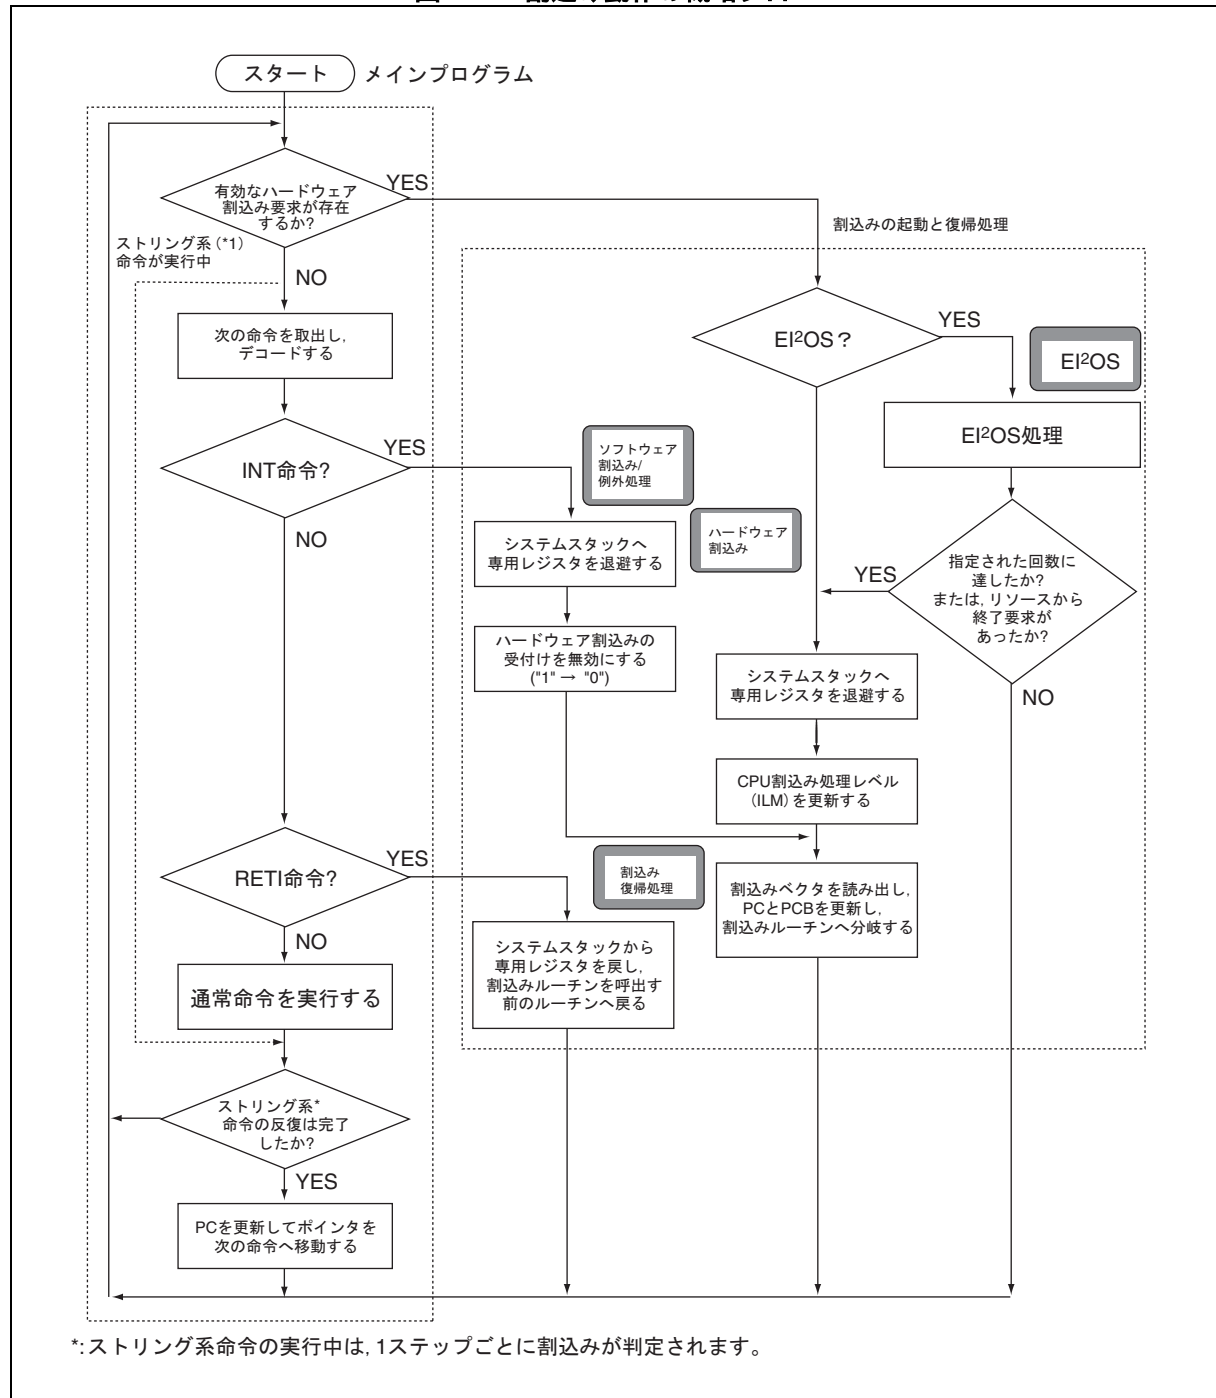 スタート
メインプログラム
有効なハードウェア
割込み要求が存在
するか?
YES
ストリング系(*1)
命令が実行中
NO
割込みの起動と復帰処理
次の命令を取出し,
デコードする
EI²OS?
YES
EI²OS
EI²OS処理
INT命令?
YES
NO
ソフトウェア
割込み/
例外処理
ハードウェア
割込み
システムスタックへ
専用レジスタを退避する
YES
指定された回数に
達したか?
または,リソースから
終了要求が
あったか?
NO
ハードウェア割込みの
受付けを無効にする
("1" → "0")
システムスタックへ
専用レジスタを退避する
CPU割込み処理レベル
(ILM)を更新する
RETI命令?
YES
NO
割込み
復帰処理
割込みベクタを読み出し,
PCとPCBを更新し,
割込みルーチンへ分岐する
システムスタックから
専用レジスタを戻し,
割込みルーチンを呼出す
前のルーチンへ戻る
通常命令を実行する
ストリング系*
命令の反復は完了
したか?
YES
PCを更新してポインタを
次の命令へ移動する
*:ストリング系命令の実行中は, 1ステップごとに割込みが判定されます。